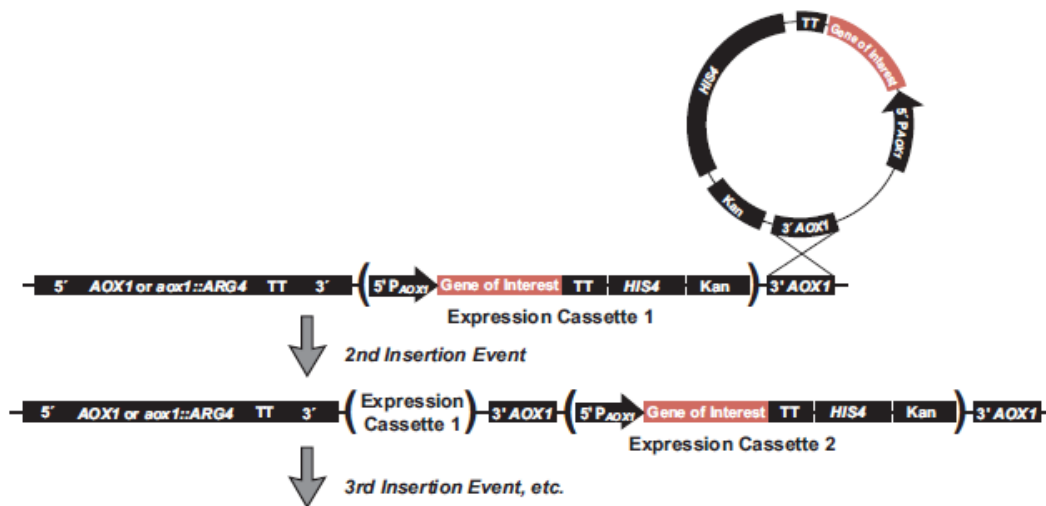 TT
Gene of Interest
HIS4
5´ PAOX1
Kan
3´ AOX1
5´ AOX1 or aox1::ARG4 TT 3´ ( 5' PAOX1 Gene of Interest TT HIS4 Kan ) 3' AOX1
Expression Cassette 1
2nd Insertion Event
5´ AOX1 or aox1::ARG4 TT 3´ ( Expression Cassette 1 ) 3' AOX1 ( 5' PAOX1 Gene of Interest TT HIS4 Kan ) 3' AOX1
Expression Cassette 2
3rd Insertion Event, etc.